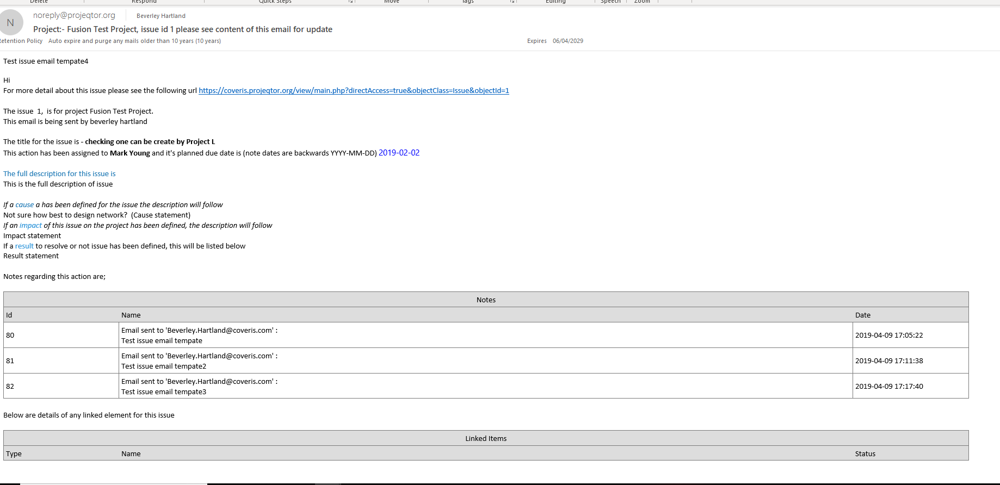 Delete Respond Quick Steps Move Tags Editing Speech Zoom
N
noreply@projeqtor.org Beverley Hartland
Project:- Fusion Test Project, issue id 1 please see content of this email for update
Retention Policy Auto expire and purge any mails older than 10 years (10 years) Expires 06/04/2029
Test issue email tempate4
Hi
For more detail about this issue please see the following url https://coveris.projeqtor.org/view/main.php?directAccess=true&objectClass=Issue&objectId=1
The issue 1, is for project Fusion Test Project.
This email is being sent by beverley hartland
The title for the issue is - checking one can be create by Project L
This action has been assigned to Mark Young and it's planned due date is (note dates are backwards YYYY-MM-DD) 2019-02-02
The full description for this issue is
This is the full description of issue
If a cause a has been defined for the issue the description will follow
Not sure how best to design network? (Cause statement)
If an impact of this issue on the project has been defined, the description will follow
Impact statement
If a result to resolve or not issue has been defined, this will be listed below
Result statement
Notes regarding this action are;
Notes
Id Name Date
80 Email sent to 'Beverley.Hartland@coveris.com' :
Test issue email tempate 2019-04-09 17:05:22
81 Email sent to 'Beverley.Hartland@coveris.com' :
Test issue email tempate2 2019-04-09 17:11:38
82 Email sent to 'Beverley.Hartland@coveris.com' :
Test issue email tempate3 2019-04-09 17:17:40
Below are details of any linked element for this issue
Linked Items
Type Name Status